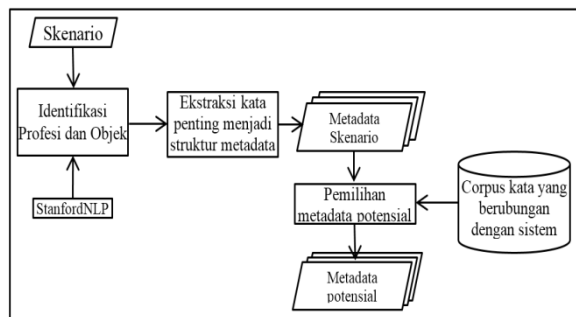 Skenario
Identifikasi
Profesi dan Objek
StanfordNLP
Ekstraksi kata
penting menjadi
struktur metadata
Metadata
Skenario
Pemilihan
metadata potensial
Corpus kata yang
berubungan
dengan sistem
Metadata
potensial